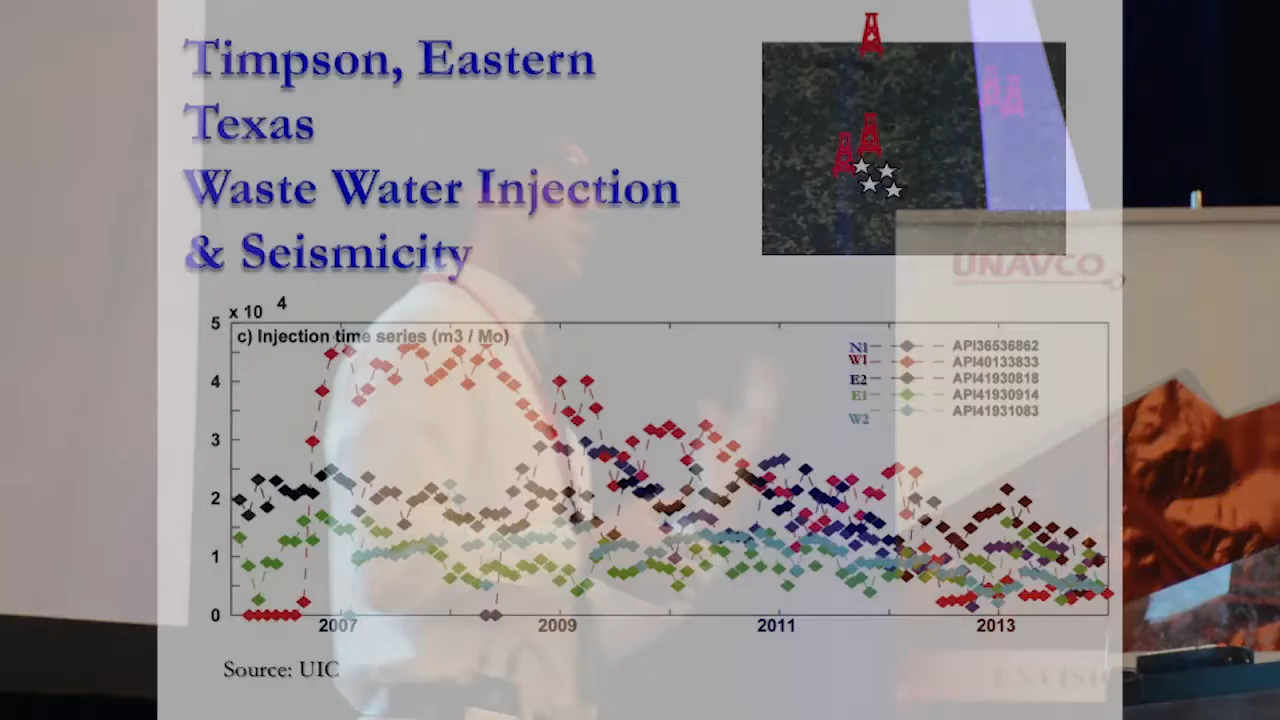 Timpson, Eastern
Texas
Waste Water Injection
& Seismicity
UNAVCO
x 10 4
c) Injection time series (m3 / Mo)
5
4
3
2
1
0
N1 API36536862
W1 API40133833
E2 API41930818
E1 API41930914
W2 API41931083
2007 2009 2011 2013
Source: UIC